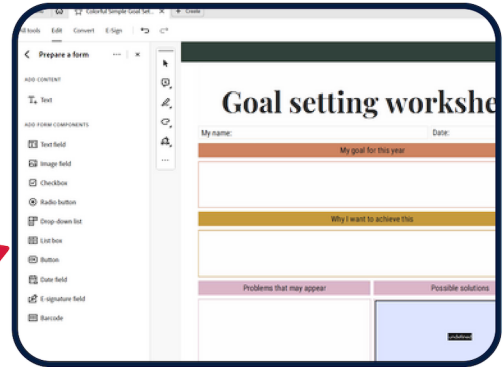 Colorful Simple Goal Set...
+ Create
All tools Edit Convert E-Sign
Prepare a form
ADD CONTENT
Text
ADD FORM COMPONENTS
Text field
Image field
Checkbox
Radio button
Drop-down list
List box
Button
Date field
E-signature field
Barcode
Goal setting workshe
My name: Date:
My goal for this year
Why I want to achieve this
Problems that may appear Possible solutions
undefined